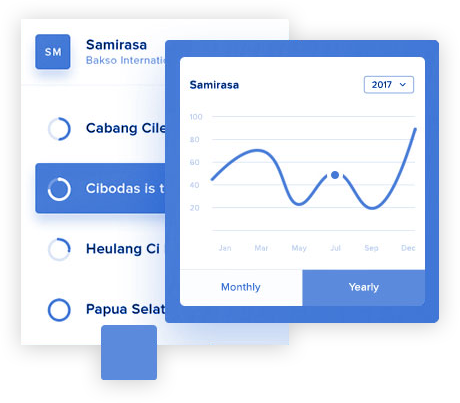 SM
Samirasa
Bakso Internati
Cabang Cile
Cibodas is t
Heulang Ci
Papua Selat
Samirasa
2017
100
80
60
40
20
Jan Mar May Jul Sep Dec
Monthly Yearly